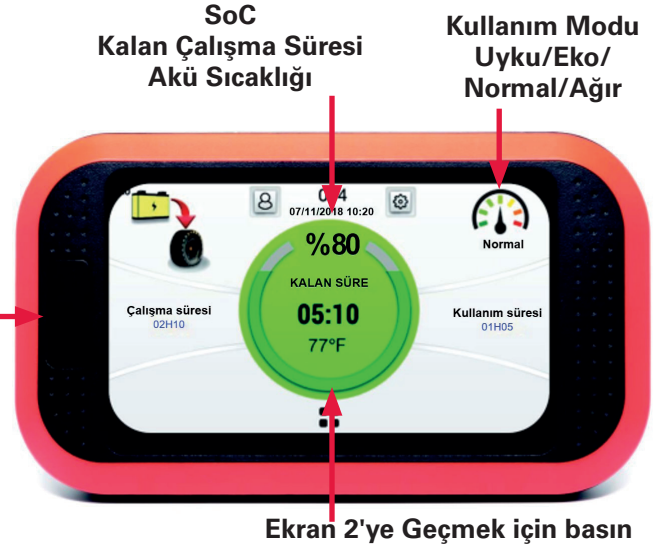 SoC
Kalan Çalışma Süresi
Akü Sıcaklığı
Kullanım Modu
Uyku/Eko/
Normal/Ağır
07/11/2018 10:20
%80
Normal
KALAN SÜRE
Çalışma süresi
02H10
05:10
Kullanım süresi
01H05
77°F
Ekran 2'ye Geçmek için basın